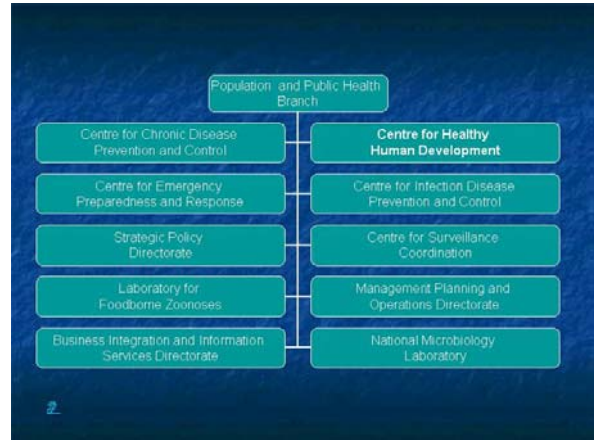 Population and Public Health
Branch
Centre for Chronic Disease
Prevention and Control
Centre for Healthy
Human Development
Centre for Emergency
Preparedness and Response
Centre for Infection Disease
Prevention and Control
Strategic Policy
Directorate
Centre for Surveillance
Coordination
Laboratory for
Foodborne Zoonoses
Management Planning and
Operations Directorate
Business Integration and Information
Services Directorate
National Microbiology
Laboratory
2